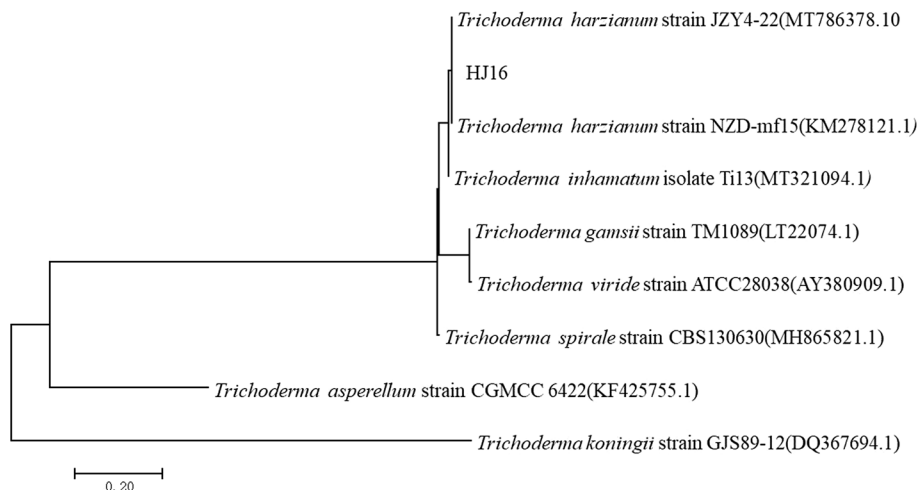 Trichoderma harzianum strain JZY4-22(MT786378.10
HJ16
Trichoderma harzianum strain NZD-mf15(KM278121.1)
Trichoderma inhamatum isolate Ti13(MT321094.1)
Trichoderma gamsii strain TM1089(LT22074.1)
Trichoderma viride strain ATCC28038(AY380909.1)
Trichoderma spirale strain CBS130630(MH865821.1)
Trichoderma asperellum strain CGMCC 6422(KF425755.1)
Trichoderma koningii strain GJS89-12(DQ367694.1)
0.20